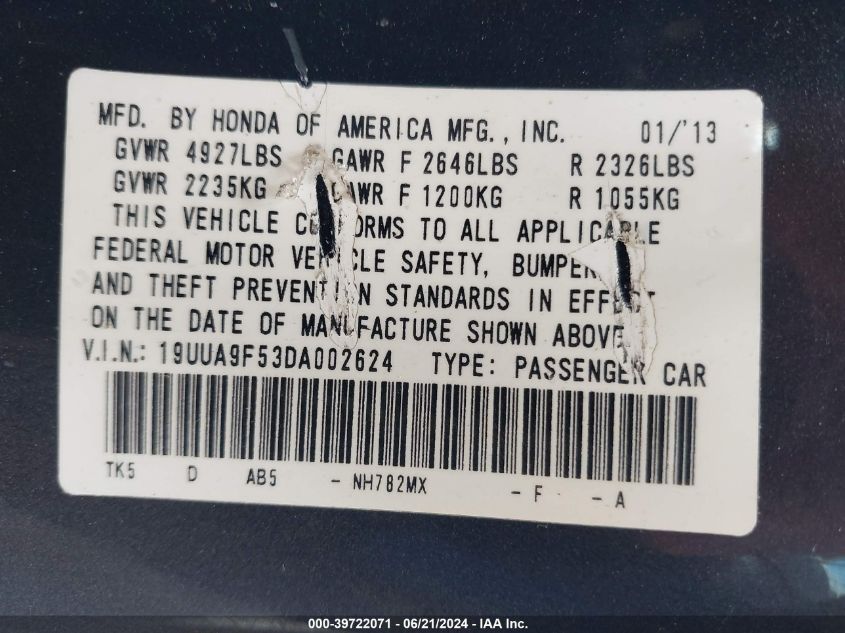 MFD. BY HONDA OF AMERICA MFG., INC. 01/'13
GVWR 4927LBS GAWR F 2646LBS R 2326LBS
GVWR 2235KG GAWR F 1200KG R 1055KG
THIS VEHICLE CONFORMS TO ALL APPLICABLE
FEDERAL MOTOR VEHICLE SAFETY, BUMPER,
AND THEFT PREVENTION STANDARDS IN EFFECT
ON THE DATE OF MANUFACTURE SHOWN ABOVE.
V.I.N.: 19UUA9F53DA002624 TYPE: PASSENGER CAR
TK5 D AB5 - NH782MX - F - A
000-39722071 - 06/21/2024 - IAA Inc.